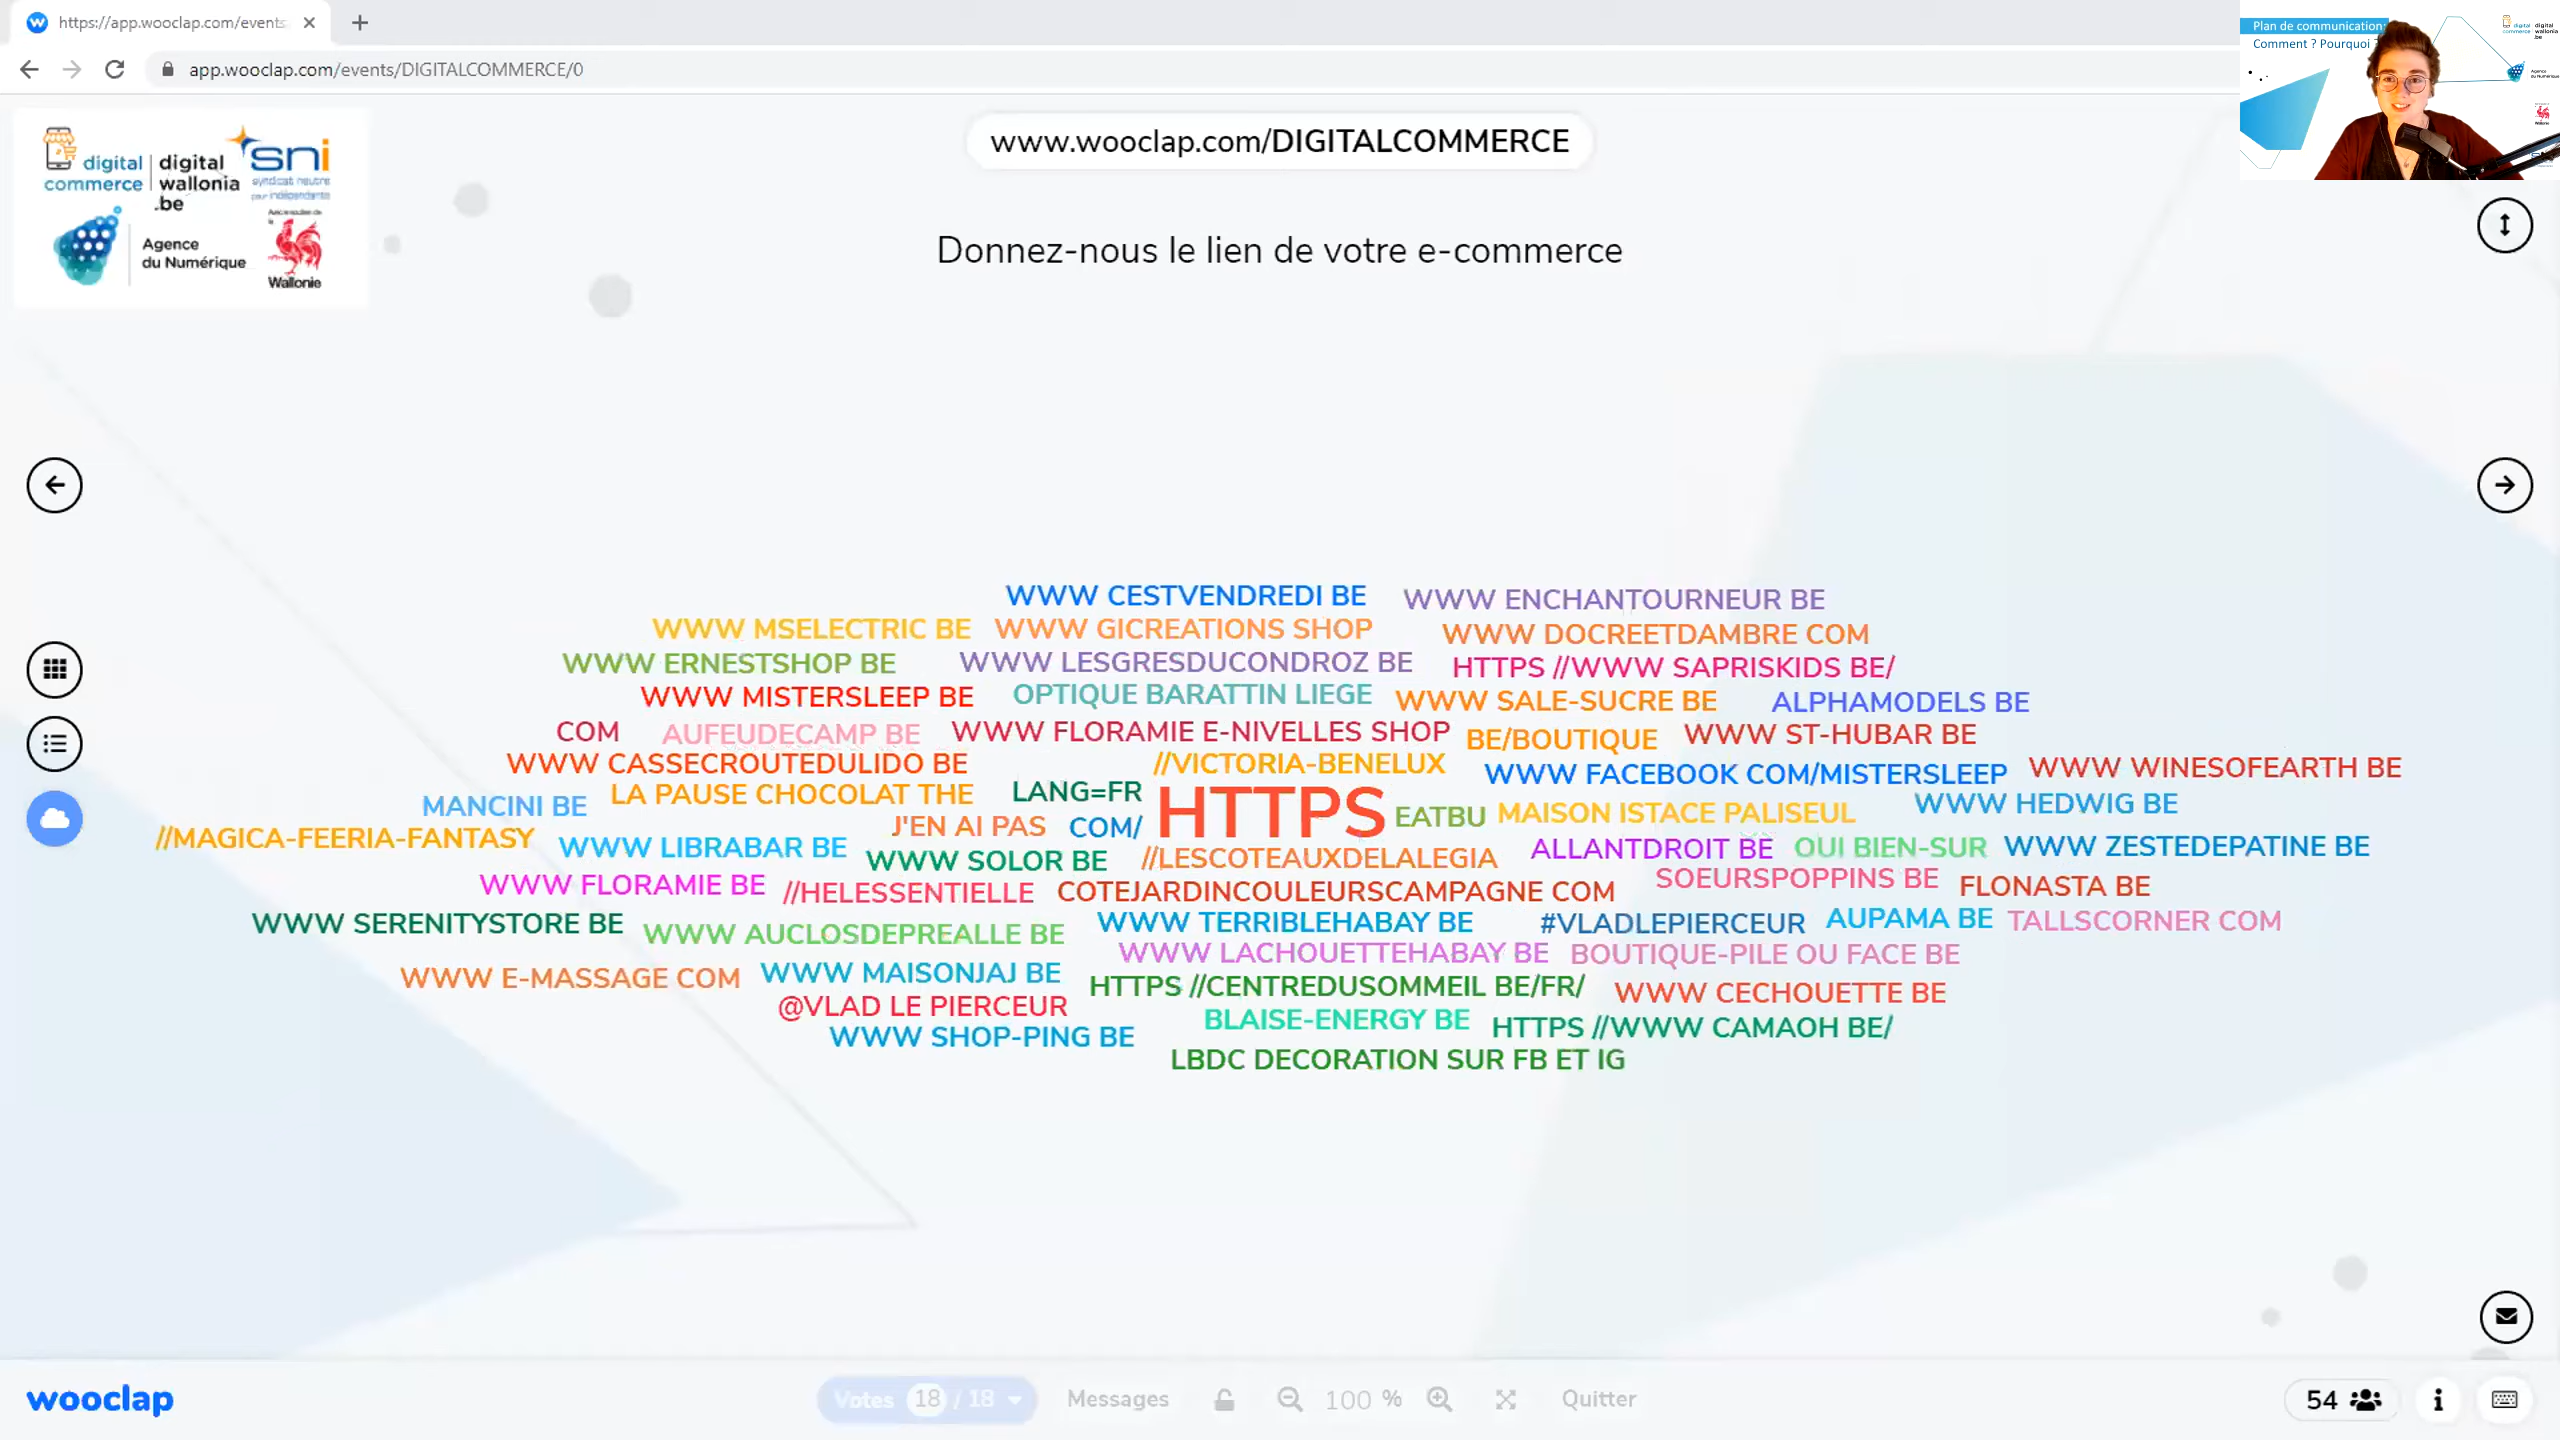 https://app.wooclap.com/events
app.wooclap.com/events/DIGITALCOMMERCE/0
Plan de communication:
Comment ? Pourquoi ?
digital commerce
digital wallonia .be
sni
syndicat neutre
pour indépendants
Agence du Numérique
Wallonie
www.wooclap.com/DIGITALCOMMERCE
Donnez-nous le lien de votre e-commerce
WWW CESTVENDREDI BE
WWW ENCHANTOURNEUR BE
WWW MSELECTRIC BE
WWW GICREATIONS SHOP
WWW DOCREETDAMBRE COM
WWW ERNESTSHOP BE
WWW LESGRESDUCONDROZ BE
HTTPS //WWW SAPRISKIDS BE/
WWW MISTERSLEEP BE
OPTIQUE BARATTIN LIEGE
WWW SALE-SUCRE BE
ALPHAMODELS BE
COM
AUFEUDECAMP BE
WWW FLORAMIE E-NIVELLES SHOP
BE/BOUTIQUE
WWW ST-HUBAR BE
WWW CASSECROUTEDULIDO BE
//VICTORIA-BENELUX
WWW FACEBOOK COM/MISTERSLEEP
WWW WINESOFEARTH BE
MANCINI BE
LA PAUSE CHOCOLAT THE
LANG=FR
HTTPS
EATBU
MAISON ISTACE PALISEUL
WWW HEDWIG BE
//MAGICA-FEERIA-FANTASY
WWW LIBRABAR BE
J'EN AI PAS
COM/
WWW SOLOR BE
//LESCOTEAUXDELALEGIA
ALLANTDROIT BE
OUI BIEN-SUR
WWW ZESTEDEPATINE BE
WWW FLORAMIE BE
//HELESSENTIELLE
COTEJARDINCOULEURSCAMPAGNE COM
SOEURSPOPPINS BE
FLONASTA BE
WWW SERENITYSTORE BE
WWW AUCLOSDEPREALLE BE
WWW TERRIBLEHABAY BE
#VLADLEPIERCEUR
AUPAMA BE
TALLSCORNER COM
WWW LACHOUETTEHABAY BE
BOUTIQUE-PILE OU FACE BE
WWW E-MASSAGE COM
WWW MAISONJAJ BE
HTTPS //CENTREDUSOMMEIL BE/FR/
WWW CECHOUETTE BE
@VLAD LE PIERCEUR
BLAISE-ENERGY BE
HTTPS //WWW CAMAOH BE/
WWW SHOP-PING BE
LBDC DECORATION SUR FB ET IG
wooclap
Votes 18 / 18
Messages
100 %
Quitter
54